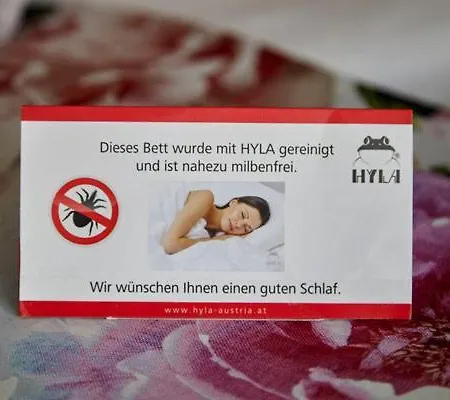 Dieses Bett wurde mit HYLA gereinigt
und ist nahezu milbenfrei.
HYLA
Wir wünschen Ihnen einen guten Schlaf.
www.hyla-austria.at